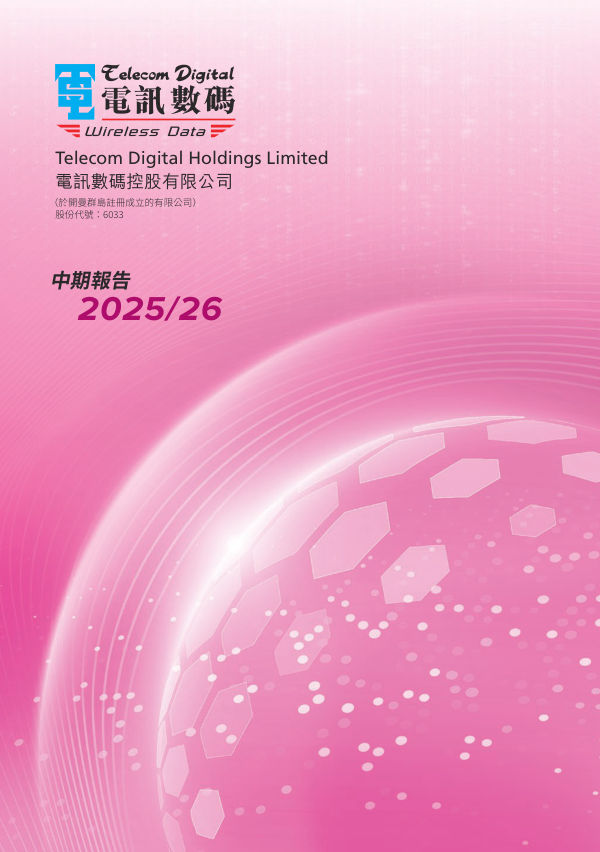 Telecom Digital
電訊數碼
Wireless Data
Telecom Digital Holdings Limited
電訊數碼控股有限公司
(於開曼群島註冊成立的有限公司)
股份代號：6033
中期報告
2025/26